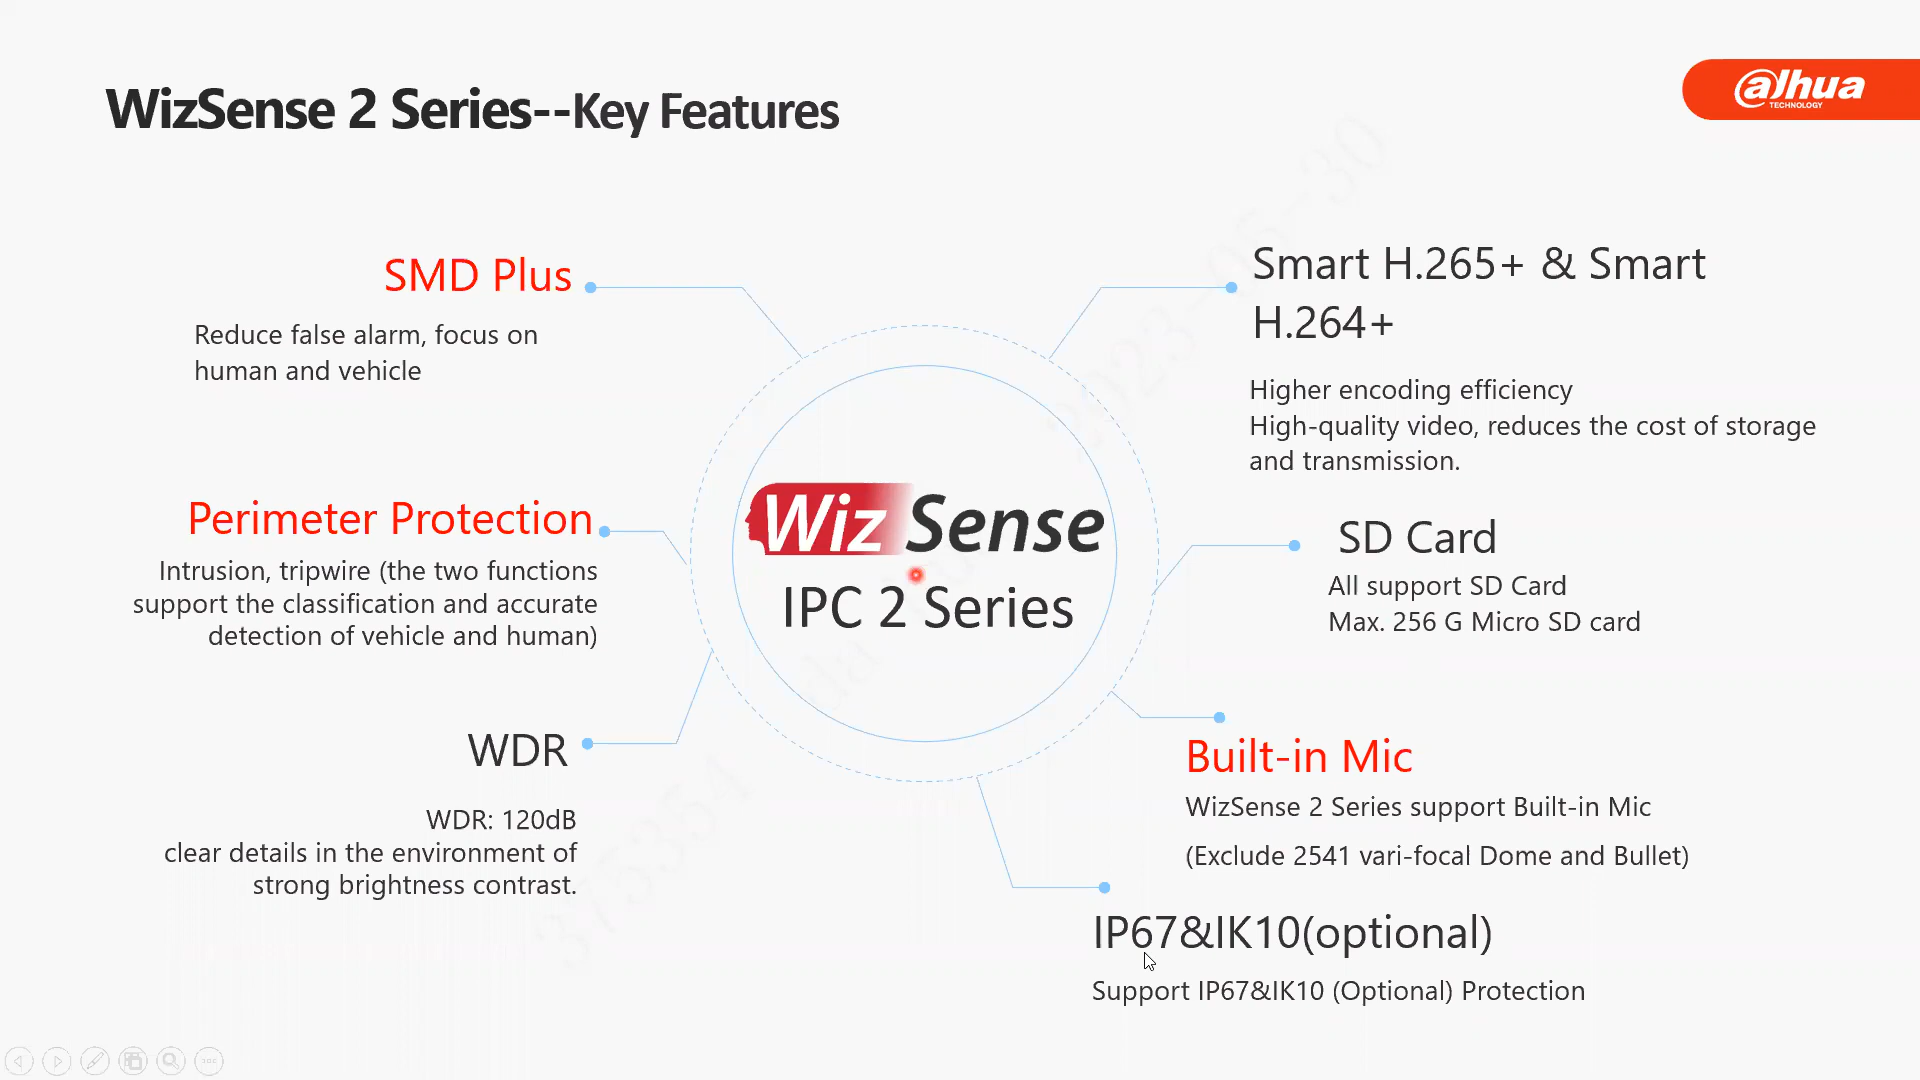 WizSense 2 Series--Key Features
alhua
TECHNOLOGY
SMD Plus
Reduce false alarm, focus on
human and vehicle
Perimeter Protection
Intrusion, tripwire (the two functions
support the classification and accurate
detection of vehicle and human)
WDR
WDR: 120dB
clear details in the environment of
strong brightness contrast.
Wiz Sense
IPC 2 Series
Smart H.265+ & Smart
H.264+
Higher encoding efficiency
High-quality video, reduces the cost of storage
and transmission.
SD Card
All support SD Card
Max. 256 G Micro SD card
Built-in Mic
WizSense 2 Series support Built-in Mic
(Exclude 2541 vari-focal Dome and Bullet)
IP67&IK10(optional)
Support IP67&IK10 (Optional) Protection